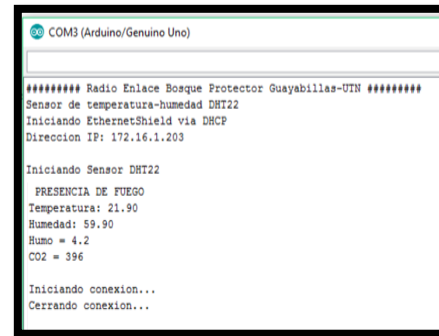 COM3 (Arduino/Genuino Uno)
######### Radio Enlace Bosque Protector Guayabillas-UTN #########
Sensor de temperatura-humedad DHT22
Iniciando EthernetShield via DHCP
Direccion IP: 172.16.1.203
Iniciando Sensor DHT22
PRESENCIA DE FUEGO
Temperatura: 21.90
Humedad: 59.90
Humo = 4.2
CO2 = 396
Iniciando conexion...
Cerrando conexion...